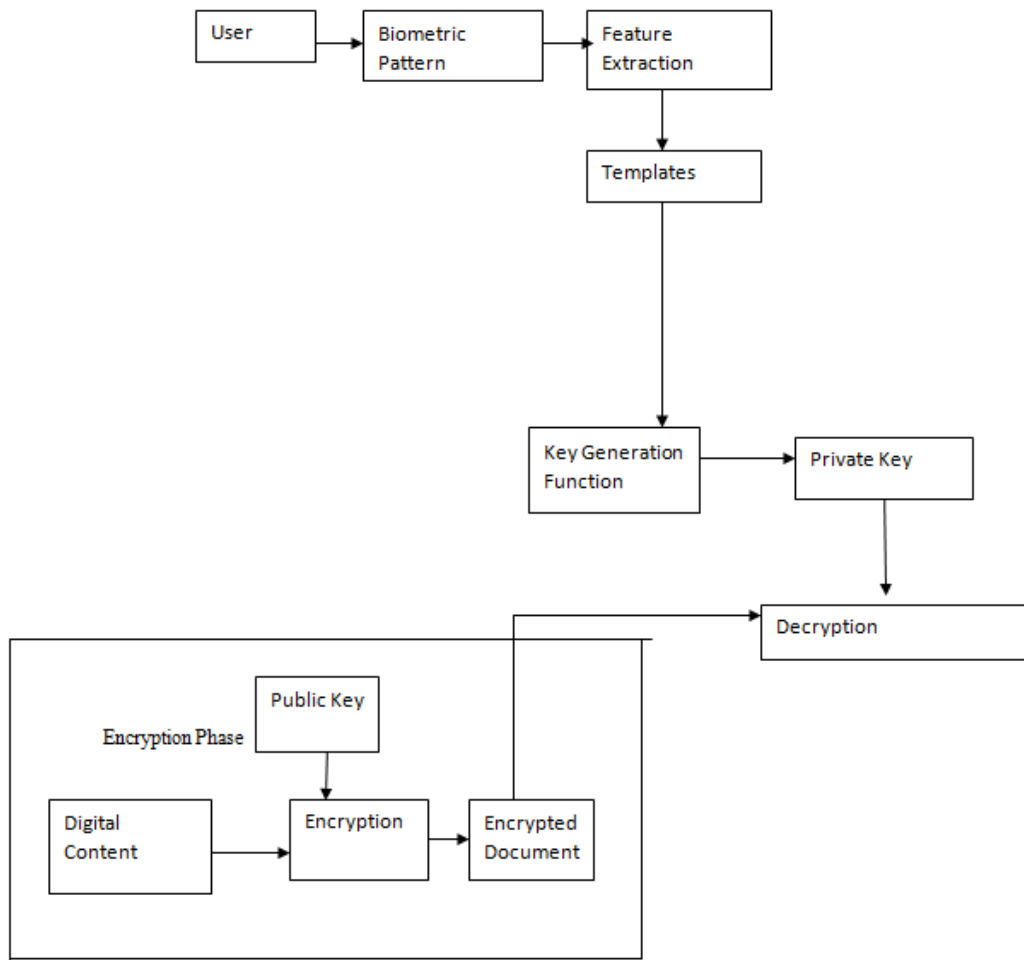 User
Biometric
Pattern
Feature
Extraction
Templates
Key Generation
Function
Private Key
Decryption
Public Key
Encryption Phase
Digital
Content
Encryption
Encrypted
Document